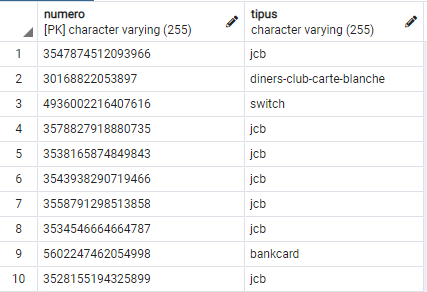 numero tipus
[PK] character varying (255) character varying (255)
1 3547874512093966 jcb
2 30168822053897 diners-club-carte-blanche
3 4936002216407616 switch
4 3578827918880735 jcb
5 3538165874849843 jcb
6 3543938290719466 jcb
7 3558791298513858 jcb
8 3534546664664787 jcb
9 5602247462054998 bankcard
10 3528155194325899 jcb